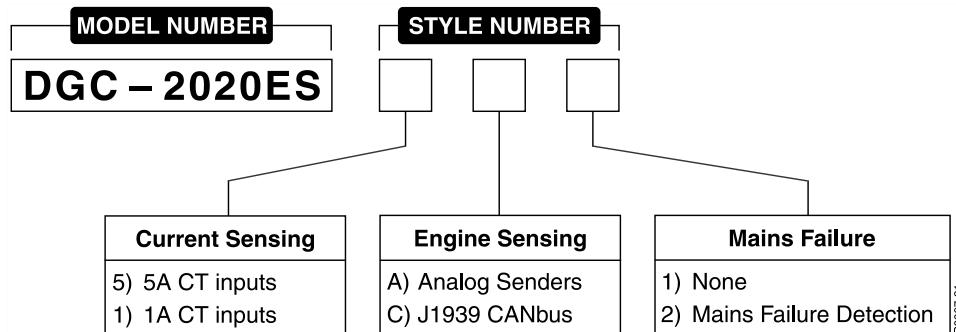 MODEL NUMBER
STYLE NUMBER
DGC – 2020ES
Current Sensing
5) 5A CT inputs
1) 1A CT inputs
Engine Sensing
A) Analog Senders
C) J1939 CANbus
Mains Failure
1) None
2) Mains Failure Detection